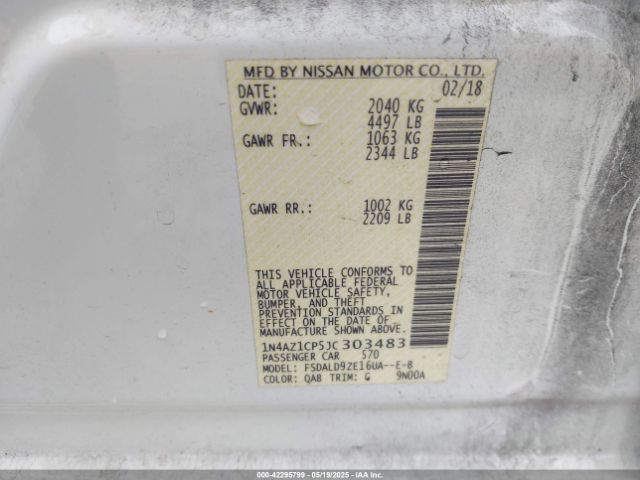 MFD BY NISSAN MOTOR CO., LTD.
DATE: 02/18
GVWR: 2040 KG
4497 LB
GAWR FR.: 1063 KG
2344 LB
GAWR RR.: 1002 KG
2209 LB
THIS VEHICLE CONFORMS TO
ALL APPLICABLE FEDERAL
MOTOR VEHICLE SAFETY,
BUMPER, AND THEFT
PREVENTION STANDARDS IN
EFFECT ON THE DATE OF
MANUFACTURE SHOWN ABOVE.
1N4AZ1CP5JC303483
PASSENGER CAR 570
MODEL: FSDALD9ZE16UA--E-B
COLOR: QAB TRIM: G 9N00A
000-42295799 - 05/19/2025 - IAA Inc.